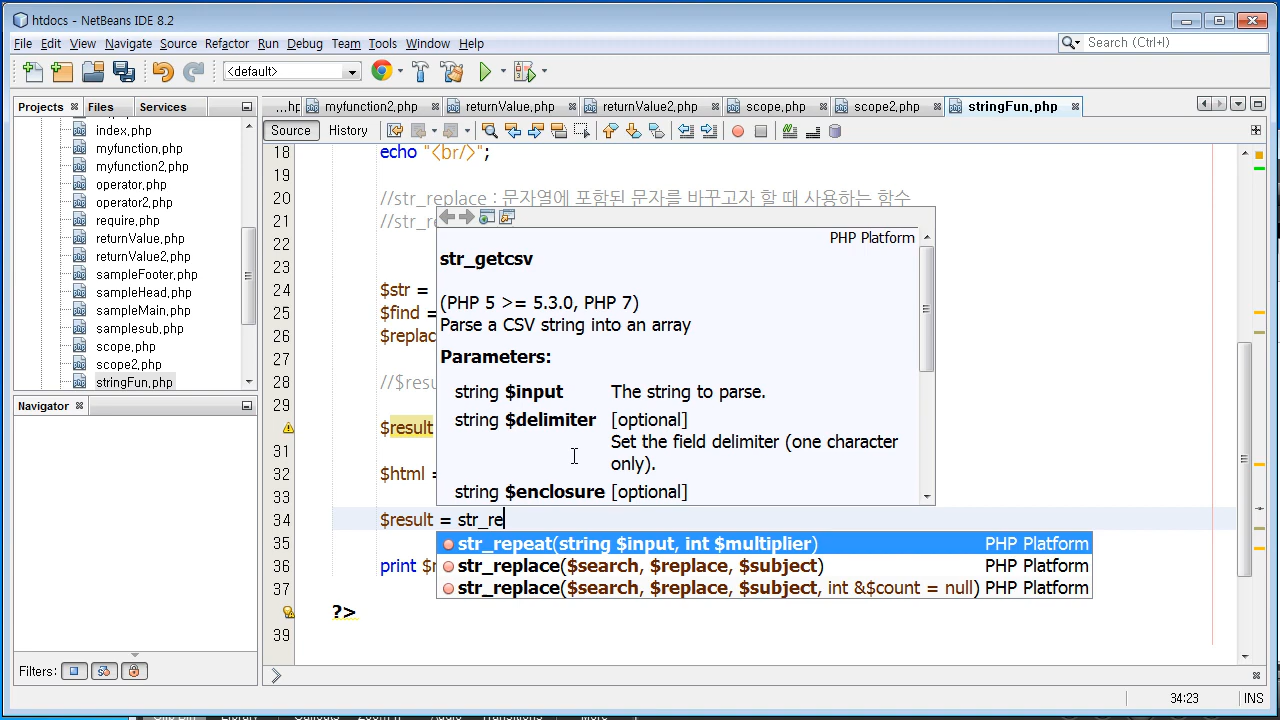 htdocs - NetBeans IDE 8.2
File Edit View Navigate Source Refactor Run Debug Team Tools Window Help
Search (Ctrl+I)
<default>
Projects Files Services
...hp myfunction2.php returnValue.php returnValue2.php scope.php scope2.php stringFun.php
Source History
index.php
myfunction.php
myfunction2.php
operator.php
operator2.php
require.php
returnValue.php
returnValue2.php
sampleFooter.php
sampleHead.php
sampleMain.php
samplesub.php
scope.php
scope2.php
stringFun.php
Navigator
Filters:
18 echo "<br/>";
19
20 //str_replace : 문자열에 포함된 문자를 바꾸고자 할 때 사용하는 함수
21 //str_re
22
23
24 $str =
25 $find =
26 $replac
27
28 //$resu
29
$result
31
32 $html =
33
34 $result = str_re
35
36 print $r
37
?>
39
PHP Platform
str_getcsv
(PHP 5 >= 5.3.0, PHP 7)
Parse a CSV string into an array
Parameters:
string $input The string to parse.
string $delimiter [optional]
Set the field delimiter (one character
only).
string $enclosure [optional]
str_repeat(string $input, int $multiplier) PHP Platform
str_replace($search, $replace, $subject) PHP Platform
str_replace($search, $replace, $subject, int &$count = null) PHP Platform
34:23 INS